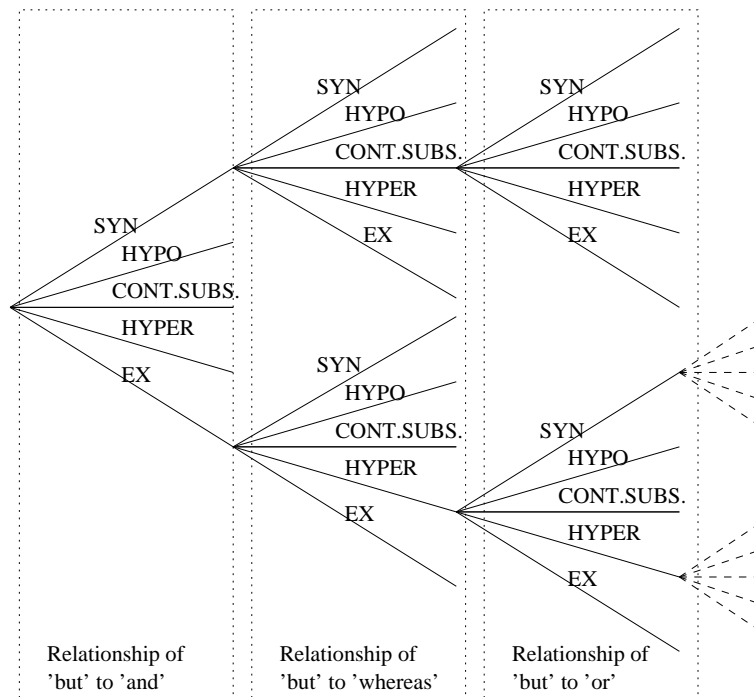 SYN
HYPO
CONT.SUBS.
HYPER
EX
SYN
HYPO
CONT.SUBS.
HYPER
EX
SYN
HYPO
CONT.SUBS.
HYPER
EX
SYN
HYPO
CONT.SUBS.
HYPER
EX
SYN
HYPO
CONT.SUBS.
HYPER
EX
Relationship of
’but’ to ’and’
Relationship of
’but’ to ’whereas’
Relationship of
’but’ to ’or’